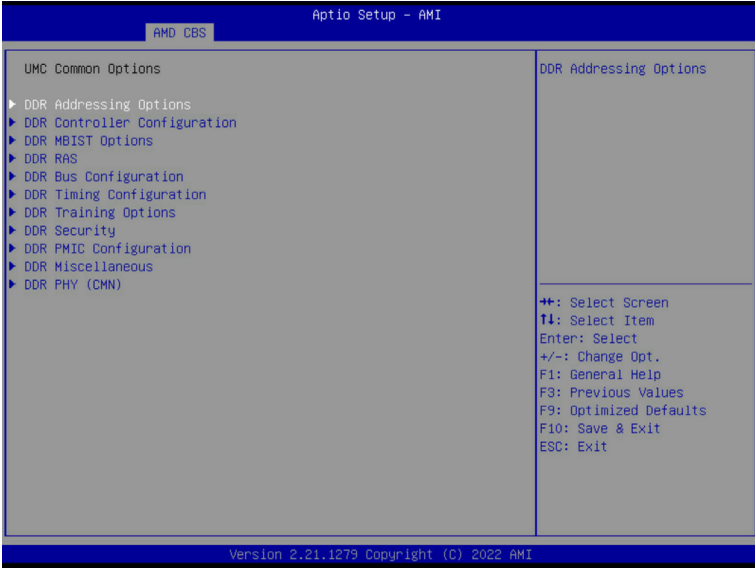 Aptio Setup - AMI
AMD CBS
UMC Common Options
DDR Addressing Options
DDR Controller Configuration
DDR MBIST Options
DDR RAS
DDR Bus Configuration
DDR Timing Configuration
DDR Training Options
DDR Security
DDR PMIC Configuration
DDR Miscellaneous
DDR PHY (CMN)
DDR Addressing Options
→←: Select Screen
↑↓: Select Item
Enter: Select
+/-: Change Opt.
F1: General Help
F3: Previous Values
F9: Optimized Defaults
F10: Save & Exit
ESC: Exit
Version 2.21.1279 Copyright (C) 2022 AMI